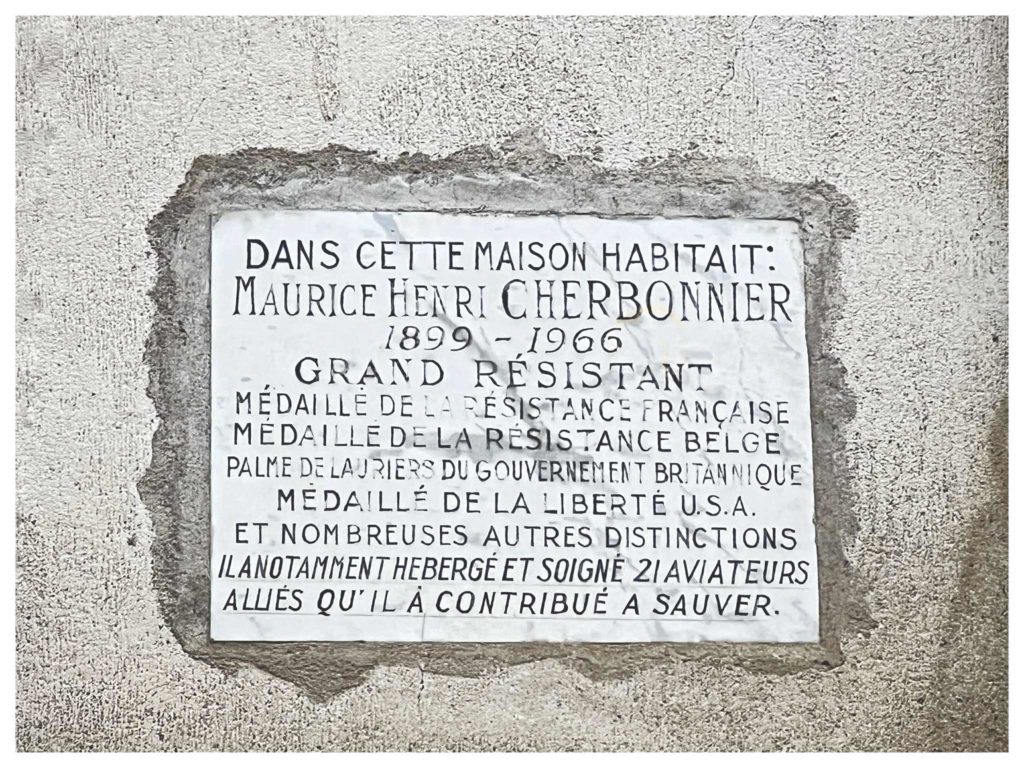 DANS CETTE MAISON HABITAIT:
MAURICE HENRI CHERBONNIER
1899 - 1966
GRAND RÉSISTANT
MÉDAILLÉ DE LA RÉSISTANCE FRANÇAISE
MÉDAILLÉ DE LA RÉSISTANCE BELGE
PALME DE LAURIERS DU GOUVERNEMENT BRITANNIQUE
MÉDAILLÉ DE LA LIBERTÉ U.S.A.
ET NOMBREUSES AUTRES DISTINCTIONS
IL A NOTAMMENT HEBERGÉ ET SOIGNÉ 21 AVIATEURS
ALLIÉS QU'IL À CONTRIBUÉ A SAUVER.